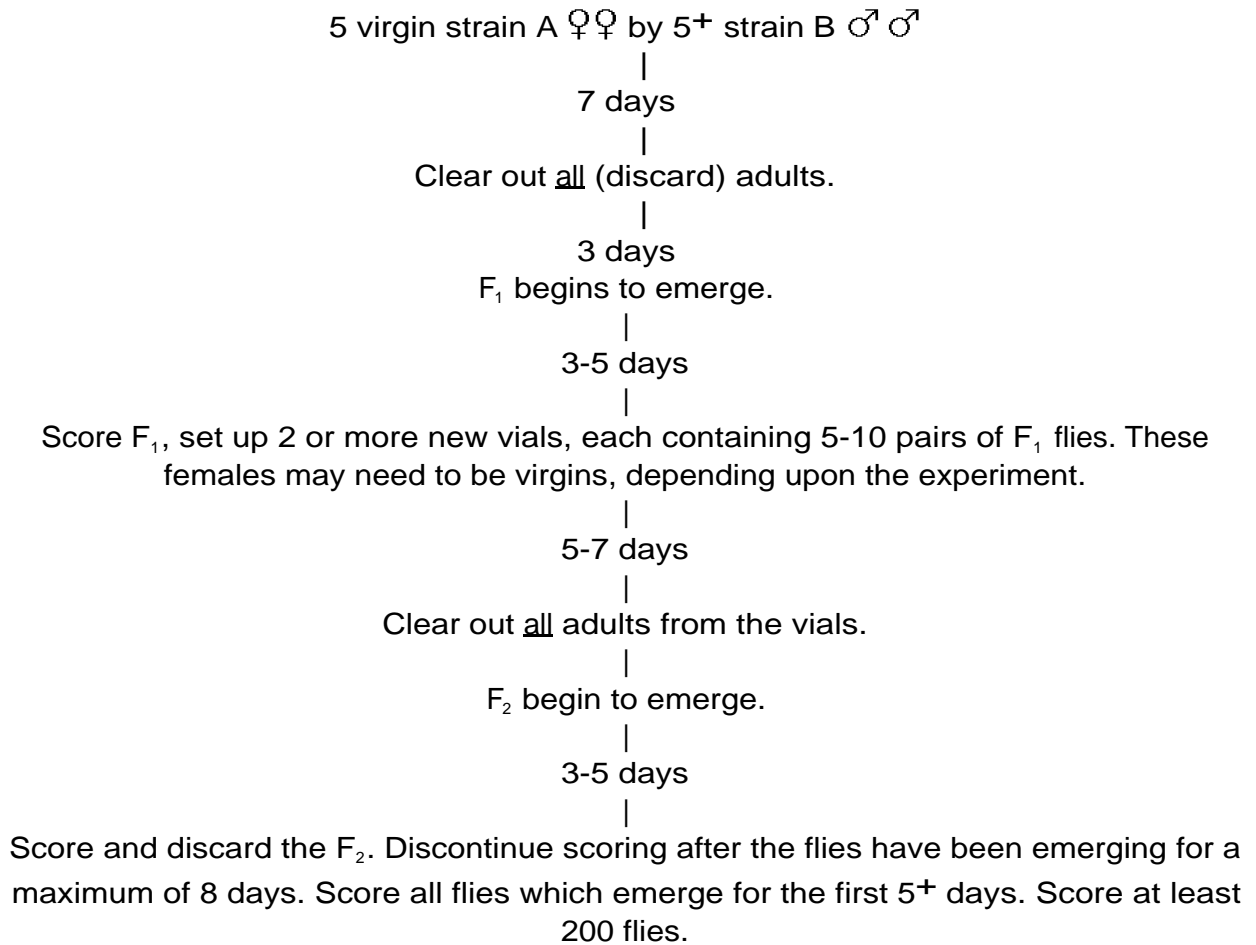 5 virgin strain A ♀♀ by 5+ strain B ♂♂
|
7 days
|
Clear out all (discard) adults.
|
3 days
F₁ begins to emerge.
|
3-5 days
|
Score F₁, set up 2 or more new vials, each containing 5-10 pairs of F₁ flies. These
females may need to be virgins, depending upon the experiment.
|
5-7 days
|
Clear out all adults from the vials.
|
F₂ begin to emerge.
|
3-5 days
|
Score and discard the F₂. Discontinue scoring after the flies have been emerging for a
maximum of 8 days. Score all flies which emerge for the first 5+ days. Score at least
200 flies.